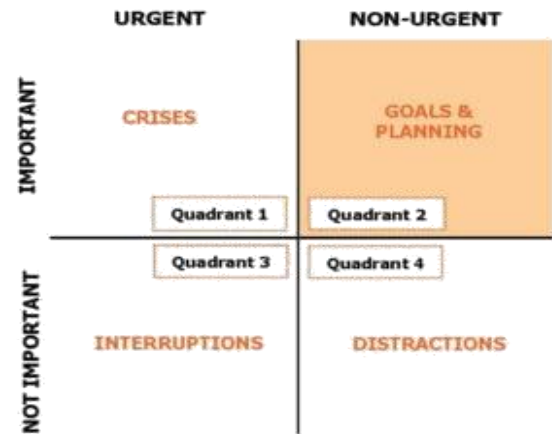 URGENT
NON-URGENT
IMPORTANT
CRISES
GOALS &
PLANNING
Quadrant 1
Quadrant 2
Quadrant 3
Quadrant 4
NOT IMPORTANT
INTERRUPTIONS
DISTRACTIONS